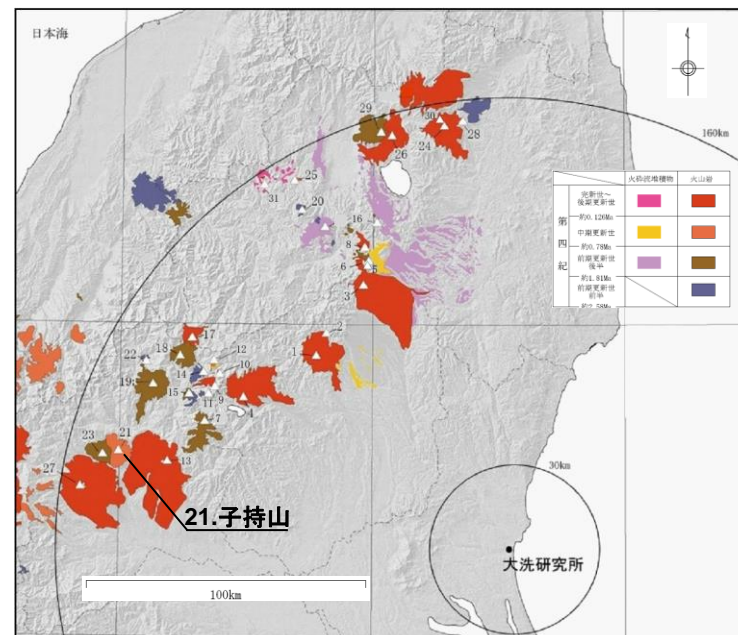 日本海
160km
30km
大洗研究所
21.子持山
100km
火砕流堆積物
火山岩
第四紀
完新世～
後期更新世
約0.126Ma
中期更新世
約0.78Ma
前期更新世
後半
約1.81Ma
前期更新世
前半
約2.58Ma
29
30
28
24
26
25
31
20
16
8
6
5
3
2
1
17
18
12
22
14
10
19
15
11
9
4
7
23
21
13
27